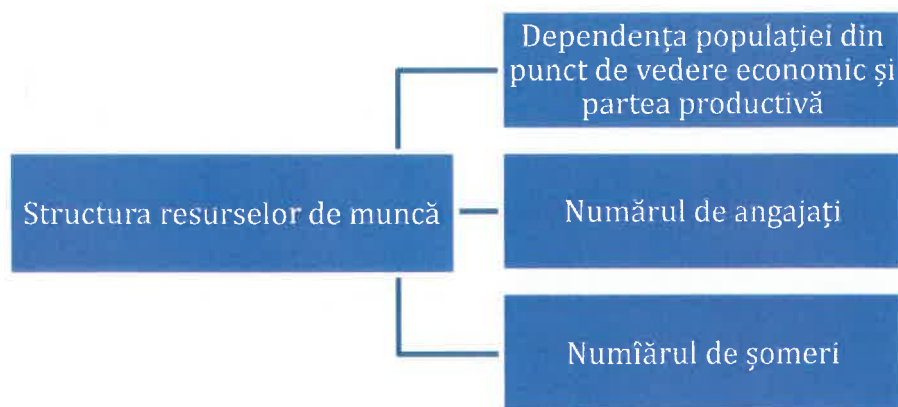 Dependența populației din
punct de vedere economic și
partea productivă
Structura resurselor de muncă
Numărul de angajați
Numîărul de șomeri